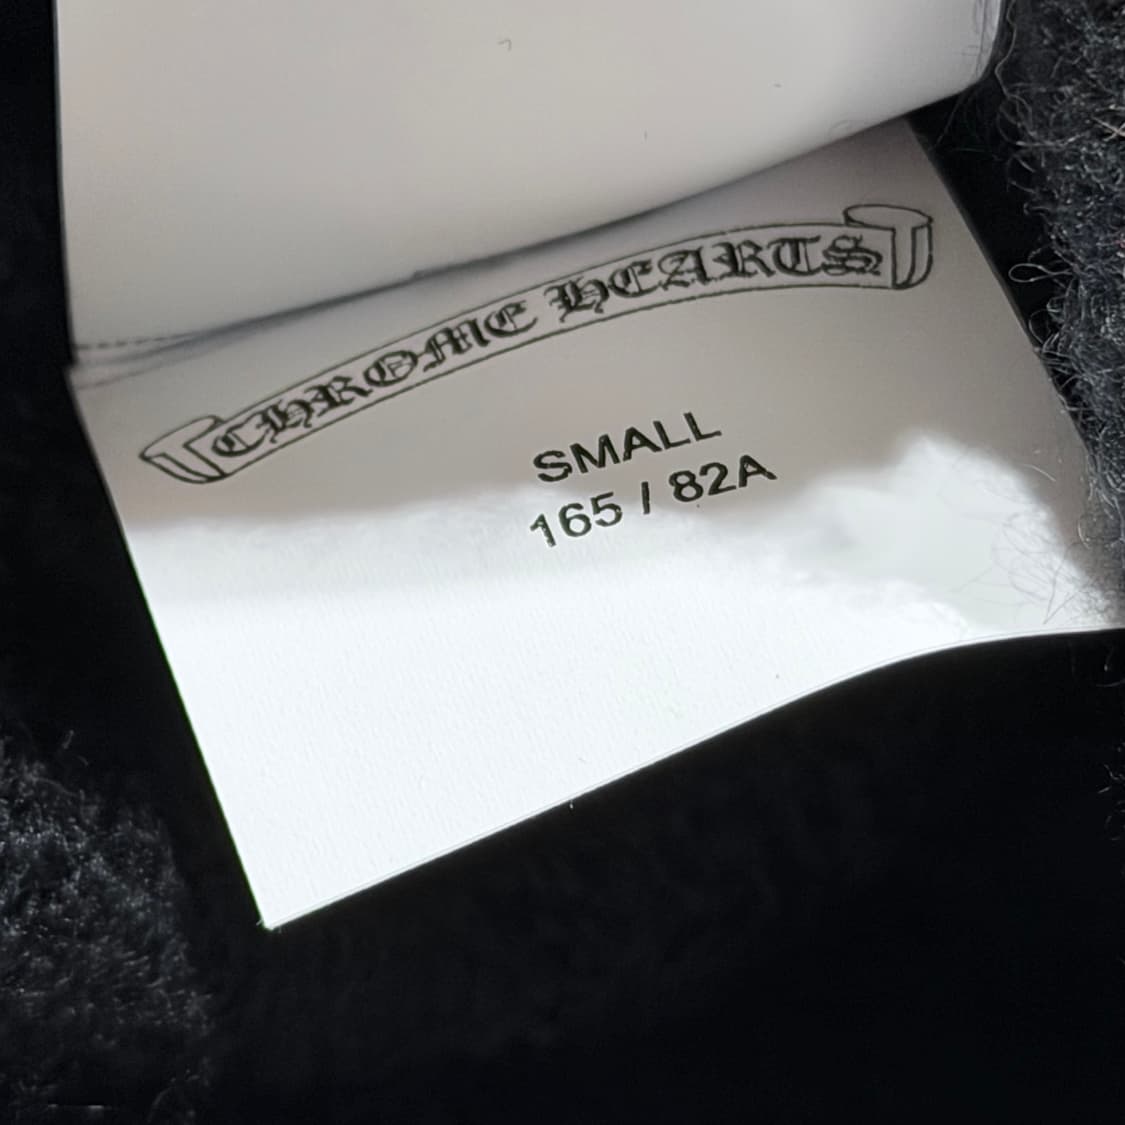 CHROME HEARTS
SMALL
165 / 82A